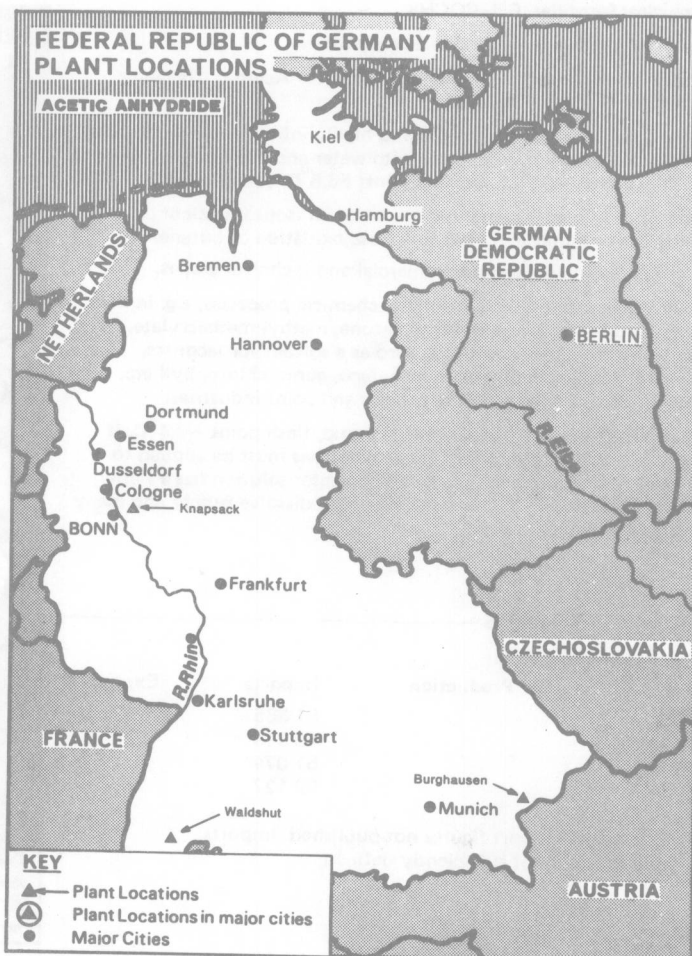 FEDERAL REPUBLIC OF GERMANY
PLANT LOCATIONS
ACETIC ANHYDRIDE
Kiel
Hamburg
Bremen
GERMAN
DEMOCRATIC
REPUBLIC
NETHERLANDS
Hannover
BERLIN
Dortmund
Essen
R.Elbe
Dusseldorf
Cologne
Knapsack
BONN
Frankfurt
R.Rhin
CZECHOSLOVAKIA
Karlsruhe
FRANCE
Stuttgart
Burghausen
Munich
Waldshut
KEY
Plant Locations
Plant Locations in major cities
Major Cities
AUSTRIA